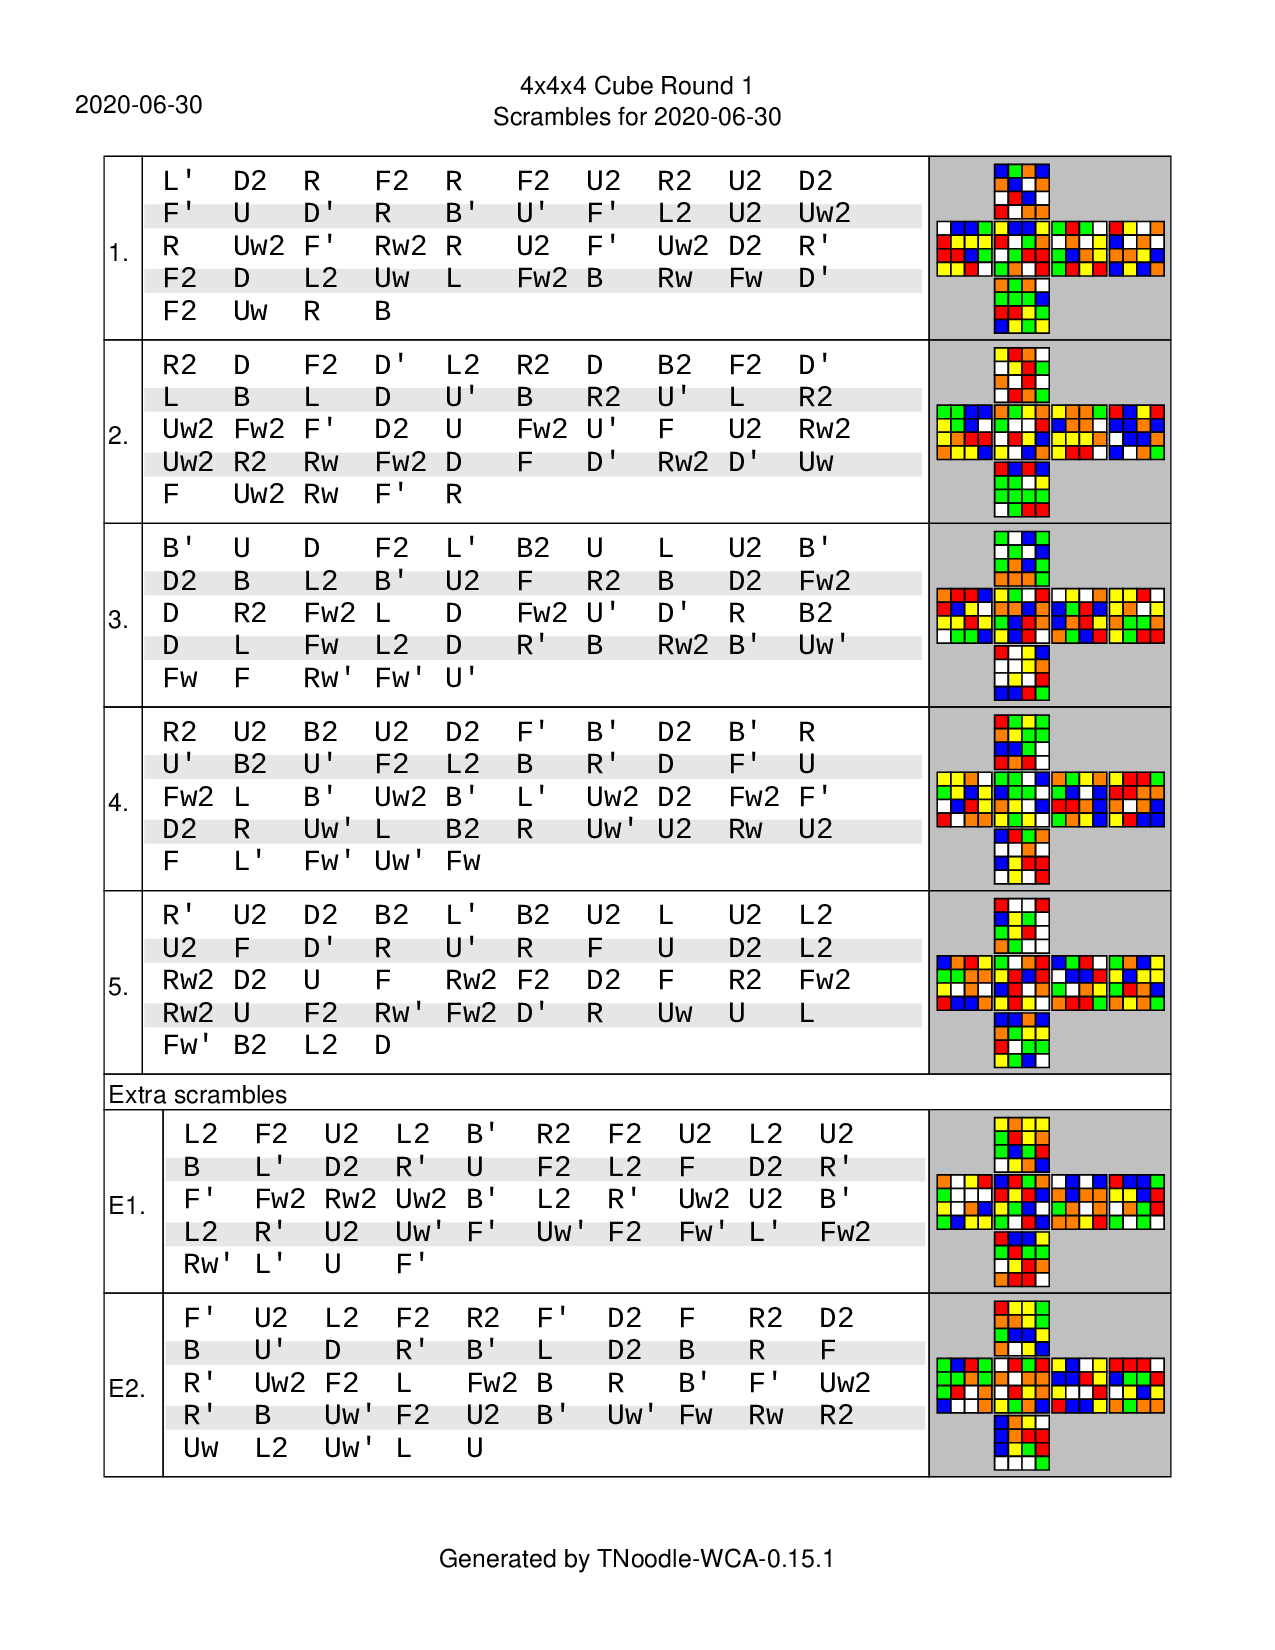 2020-06-30
4x4x4 Cube Round 1
Scrambles for 2020-06-30
1.
L' D2 R F2 R F2 U2 R2 U2 D2
F' U D' R B' U' F' L2 U2 Uw2
R Uw2 F' Rw2 R U2 F' Uw2 D2 R'
F2 D L2 Uw L Fw2 B Rw Fw D'
F2 Uw R B
2.
R2 D F2 D' L2 R2 D B2 F2 D'
L B L D U' B R2 U' L R2
Uw2 Fw2 F' D2 U Fw2 U' F U2 Rw2
Uw2 R2 Rw Fw2 D F D' Rw2 D' Uw
F Uw2 Rw F' R
3.
B' U D F2 L' B2 U L U2 B'
D2 B L2 B' U2 F R2 B D2 Fw2
D R2 Fw2 L D Fw2 U' D' R B2
D L Fw L2 D R' B Rw2 B' Uw'
Fw F Rw' Fw' U'
4.
R2 U2 B2 U2 D2 F' B' D2 B' R
U' B2 U' F2 L2 B R' D F' U
Fw2 L B' Uw2 B' L' Uw2 D2 Fw2 F'
D2 R Uw' L B2 R Uw' U2 Rw U2
F L' Fw' Uw' Fw
5.
R' U2 D2 B2 L' B2 U2 L U2 L2
U2 F D' R U' R F U D2 L2
Rw2 D2 U F Rw2 F2 D2 F R2 Fw2
Rw2 U F2 Rw' Fw2 D' R Uw U L
Fw' B2 L2 D
Extra scrambles
E1.
L2 F2 U2 L2 B' R2 F2 U2 L2 U2
B L' D2 R' U F2 L2 F D2 R'
F' Fw2 Rw2 Uw2 B' L2 R' Uw2 U2 B'
L2 R' U2 Uw' F' Uw' F2 Fw' L' Fw2
Rw' L' U F'
E2.
F' U2 L2 F2 R2 F' D2 F R2 D2
B U' D R' B' L D2 B R F
R' Uw2 F2 L Fw2 B R B' F' Uw2
R' B Uw' F2 U2 B' Uw' Fw Rw R2
Uw L2 Uw' L U
Generated by TNoodle-WCA-0.15.1